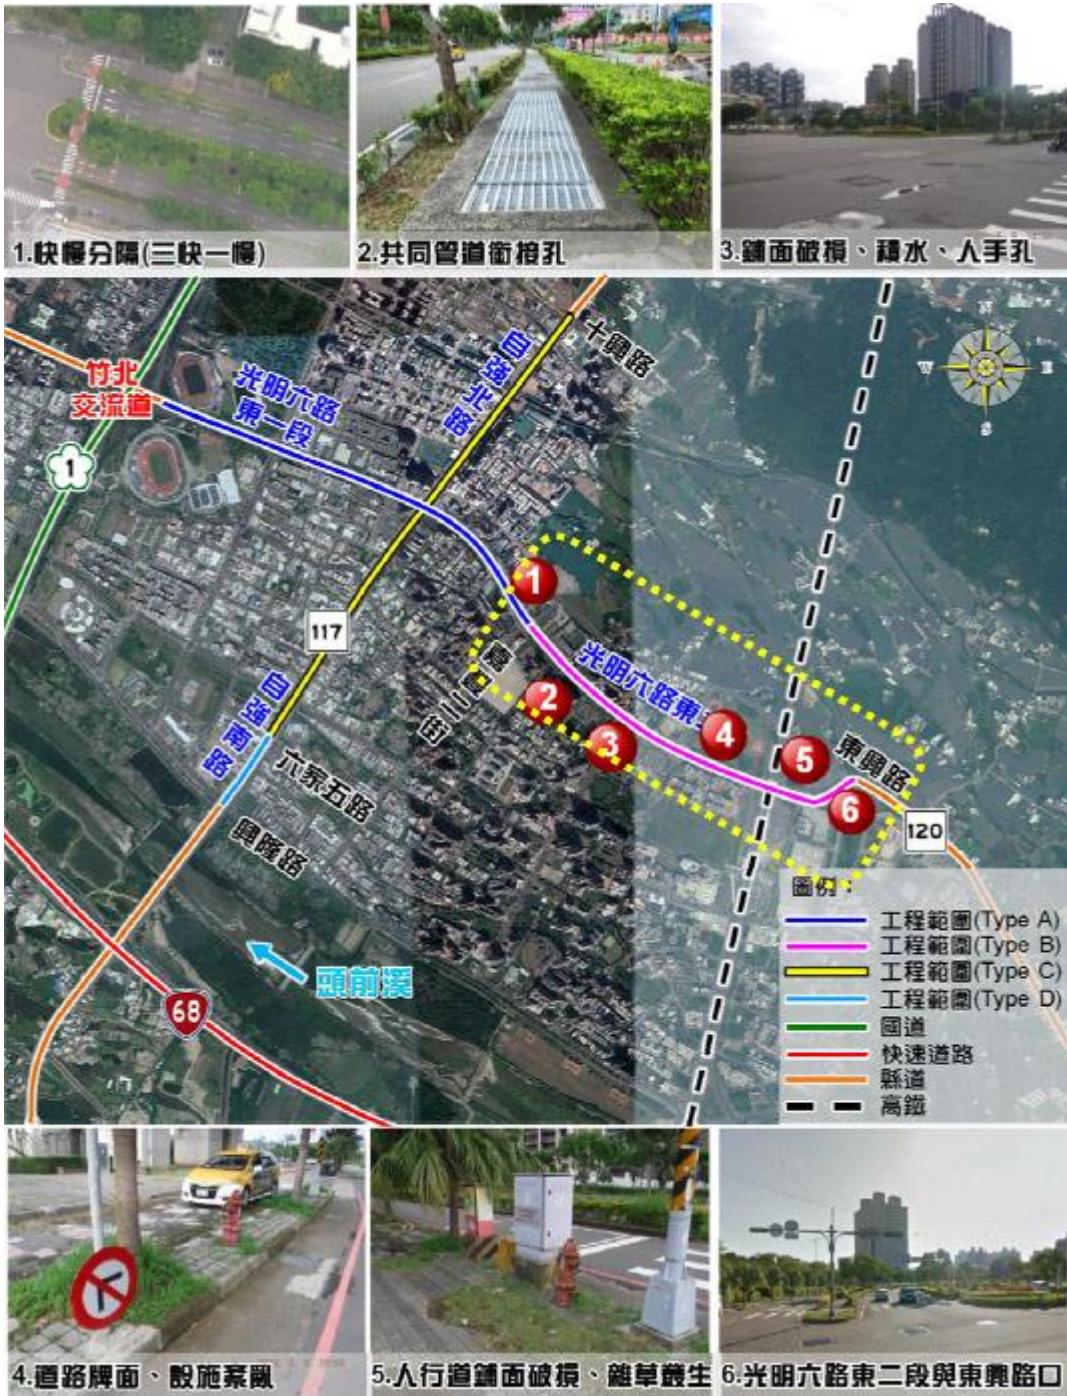 1.快慢分隔(三快一慢)
2.共同管道銜接孔
3.鋪面破損、積水、人手孔
N
W
E
S
竹北
交流道
光明六路
東一段
自強北路
十興路
1
1
117
嘉豐二街
光明六路東二
2
3
4
5
6
東興路
120
自強南路
六家五路
興隆路
頭前溪
68
圖例：
工程範圍(Type A)
工程範圍(Type B)
工程範圍(Type C)
工程範圍(Type D)
國道
快速道路
縣道
高鐵
4.道路牌面、設施紊亂
5.人行道鋪面破損、雜草叢生
6.光明六路東二段與東興路口